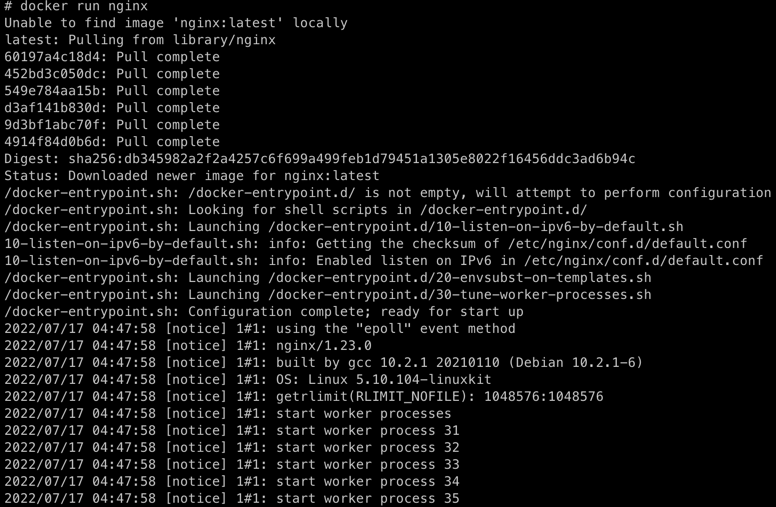 # docker run nginx
Unable to find image 'nginx:latest' locally
latest: Pulling from library/nginx
60197a4c18d4: Pull complete
452bd3c050dc: Pull complete
549e784aa15b: Pull complete
d3af141b830d: Pull complete
9d3bf1abc70f: Pull complete
4914f84d0b6d: Pull complete
Digest: sha256:db345982a2f2a4257c6f699a499feb1d79451a1305e8022f16456ddc3ad6b94c
Status: Downloaded newer image for nginx:latest
/docker-entrypoint.sh: /docker-entrypoint.d/ is not empty, will attempt to perform configuration
/docker-entrypoint.sh: Looking for shell scripts in /docker-entrypoint.d/
/docker-entrypoint.sh: Launching /docker-entrypoint.d/10-listen-on-ipv6-by-default.sh
10-listen-on-ipv6-by-default.sh: info: Getting the checksum of /etc/nginx/conf.d/default.conf
10-listen-on-ipv6-by-default.sh: info: Enabled listen on IPv6 in /etc/nginx/conf.d/default.conf
/docker-entrypoint.sh: Launching /docker-entrypoint.d/20-envsubst-on-templates.sh
/docker-entrypoint.sh: Launching /docker-entrypoint.d/30-tune-worker-processes.sh
/docker-entrypoint.sh: Configuration complete; ready for start up
2022/07/17 04:47:58 [notice] 1#1: using the "epoll" event method
2022/07/17 04:47:58 [notice] 1#1: nginx/1.23.0
2022/07/17 04:47:58 [notice] 1#1: built by gcc 10.2.1 20210110 (Debian 10.2.1-6)
2022/07/17 04:47:58 [notice] 1#1: OS: Linux 5.10.104-linuxkit
2022/07/17 04:47:58 [notice] 1#1: getrlimit(RLIMIT_NOFILE): 1048576:1048576
2022/07/17 04:47:58 [notice] 1#1: start worker processes
2022/07/17 04:47:58 [notice] 1#1: start worker process 31
2022/07/17 04:47:58 [notice] 1#1: start worker process 32
2022/07/17 04:47:58 [notice] 1#1: start worker process 33
2022/07/17 04:47:58 [notice] 1#1: start worker process 34
2022/07/17 04:47:58 [notice] 1#1: start worker process 35